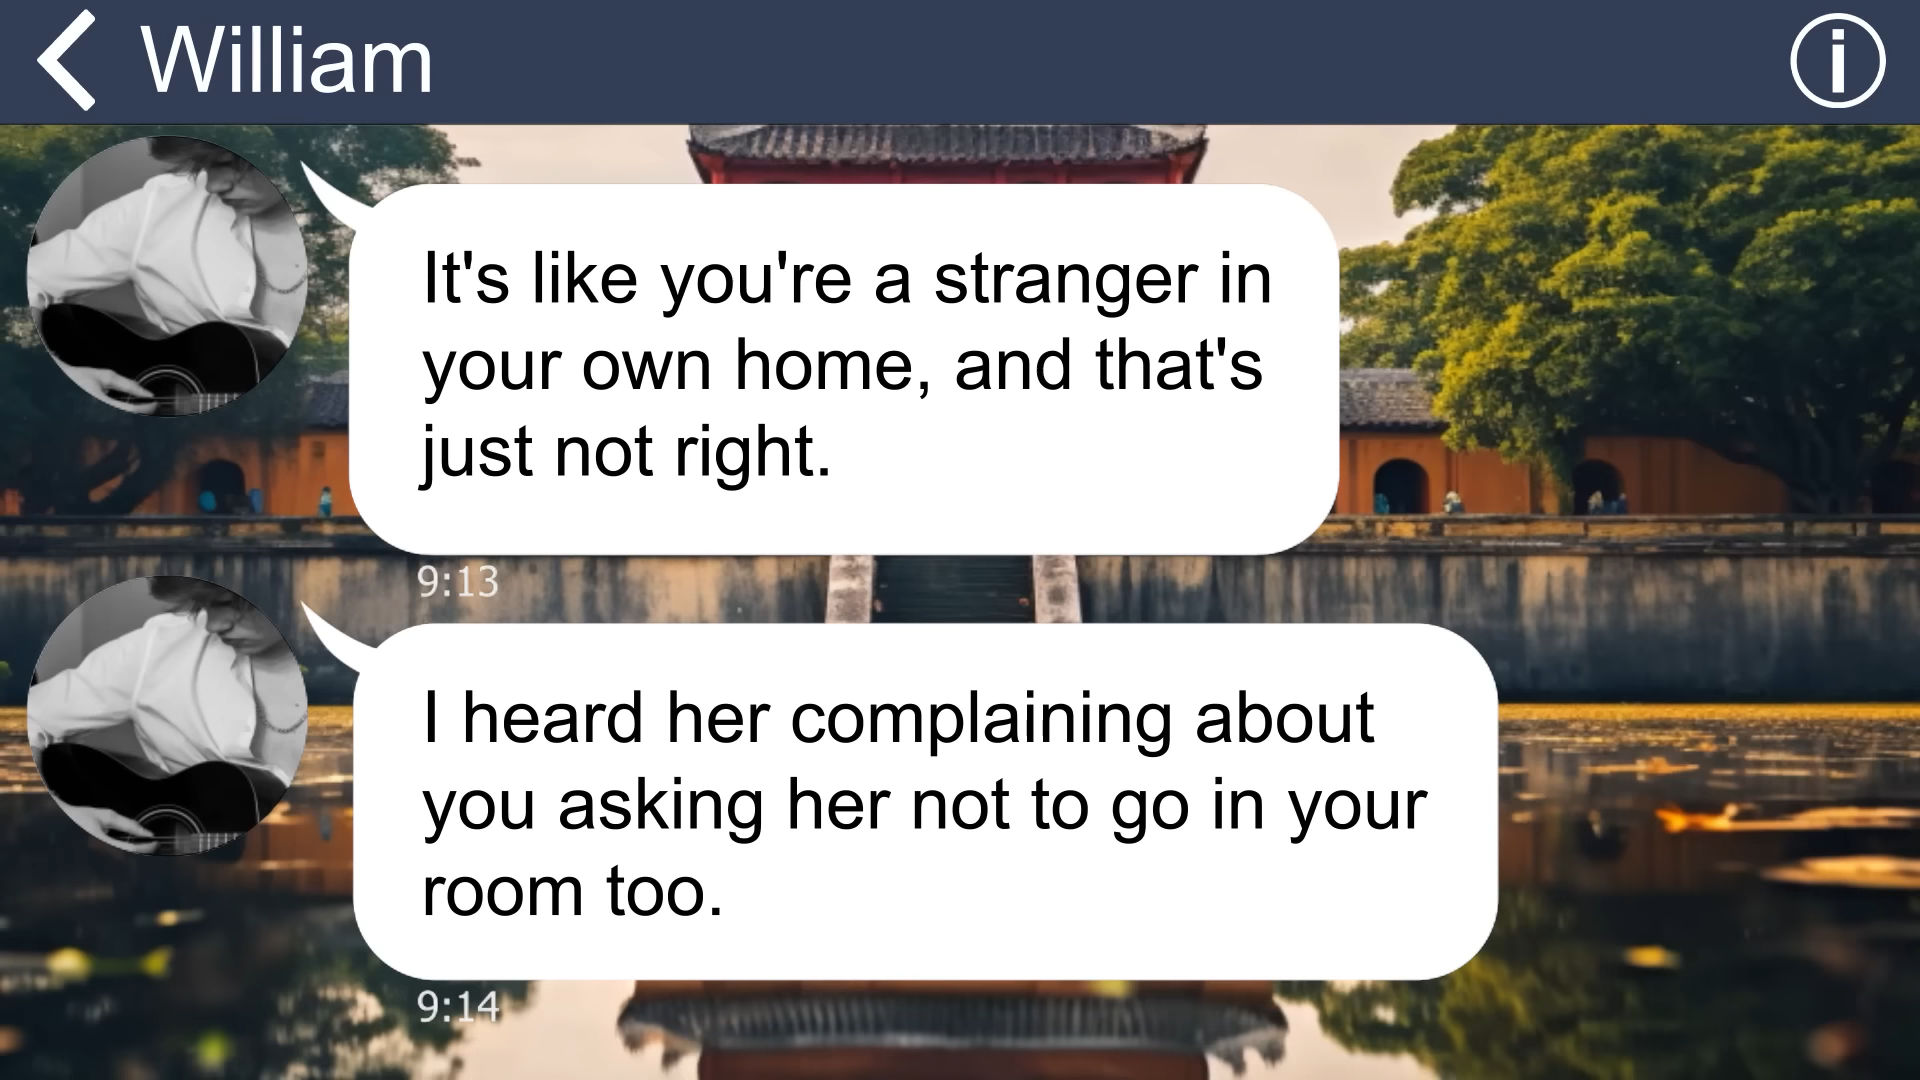 William
It's like you're a stranger in
your own home, and that's
just not right.
9:13
I heard her complaining about
you asking her not to go in your
room too.
9:14